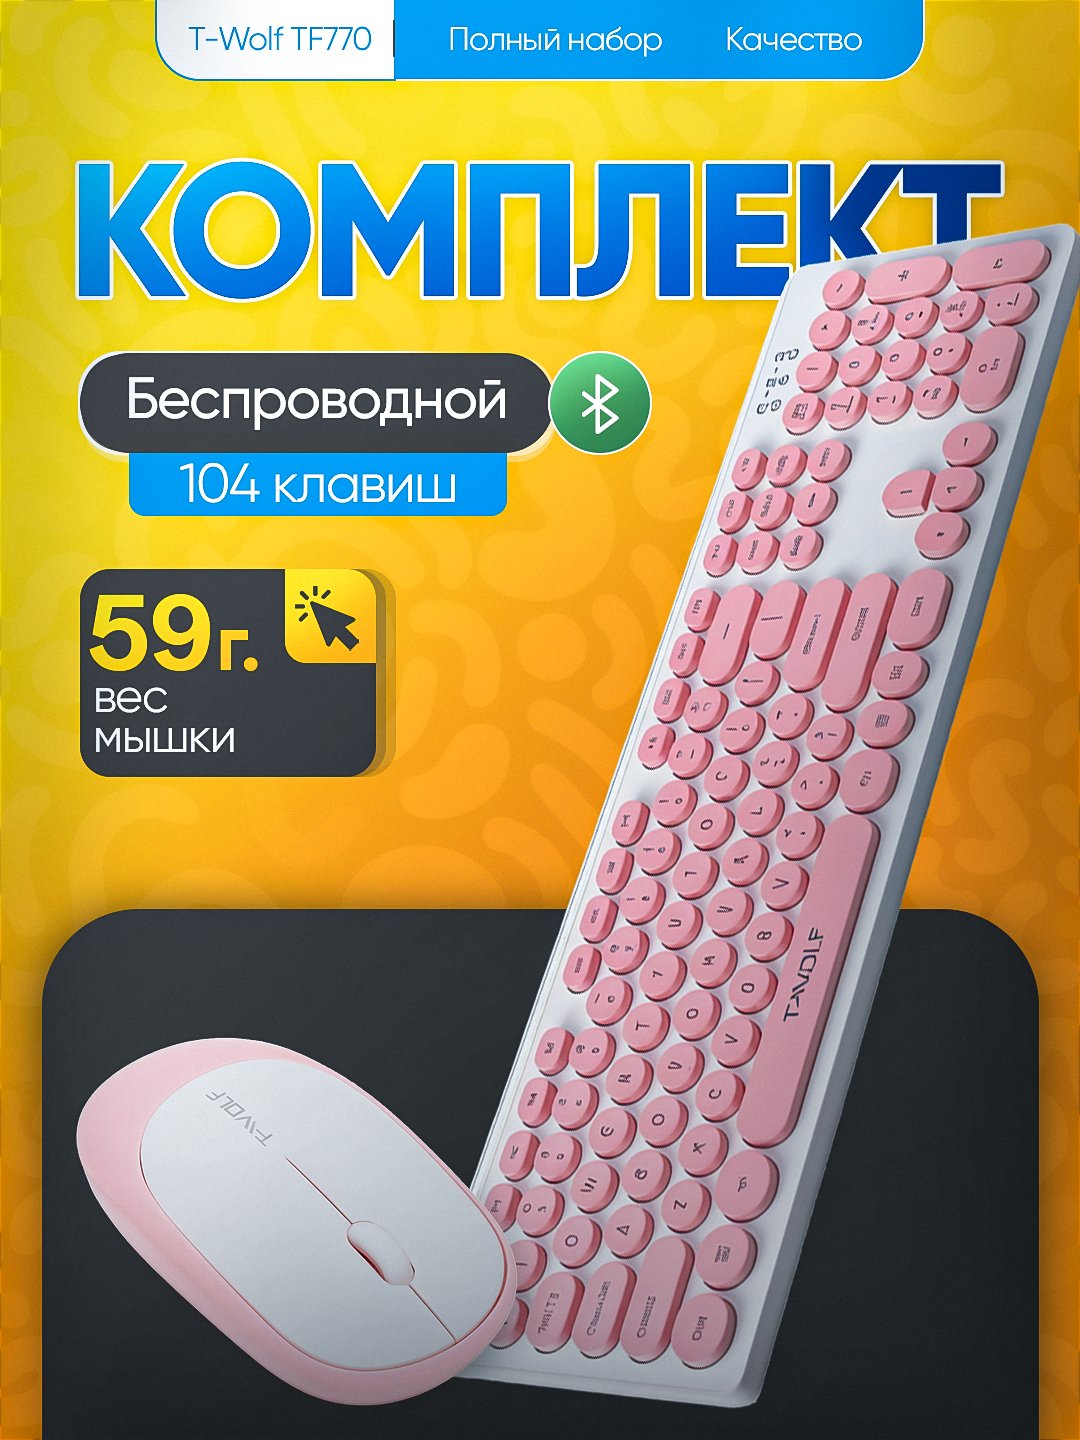 T-Wolf TF770 Полный набор Качество
КОМПЛЕКТ
Беспроводной
104 клавиш
59г.
вес
мышки
T-WOLF
T-WOLF